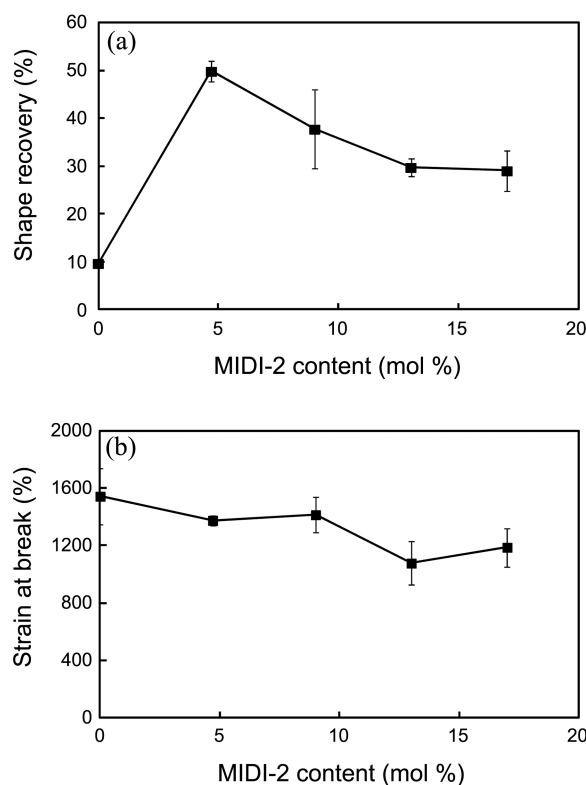 (a)
60
50
40
30
20
10
0
Shape recovery (%)
0 5 10 15 20
MIDI-2 content (mol %)
(b)
2000
1600
1200
800
400
0
Strain at break (%)
0 5 10 15 20
MIDI-2 content (mol %)